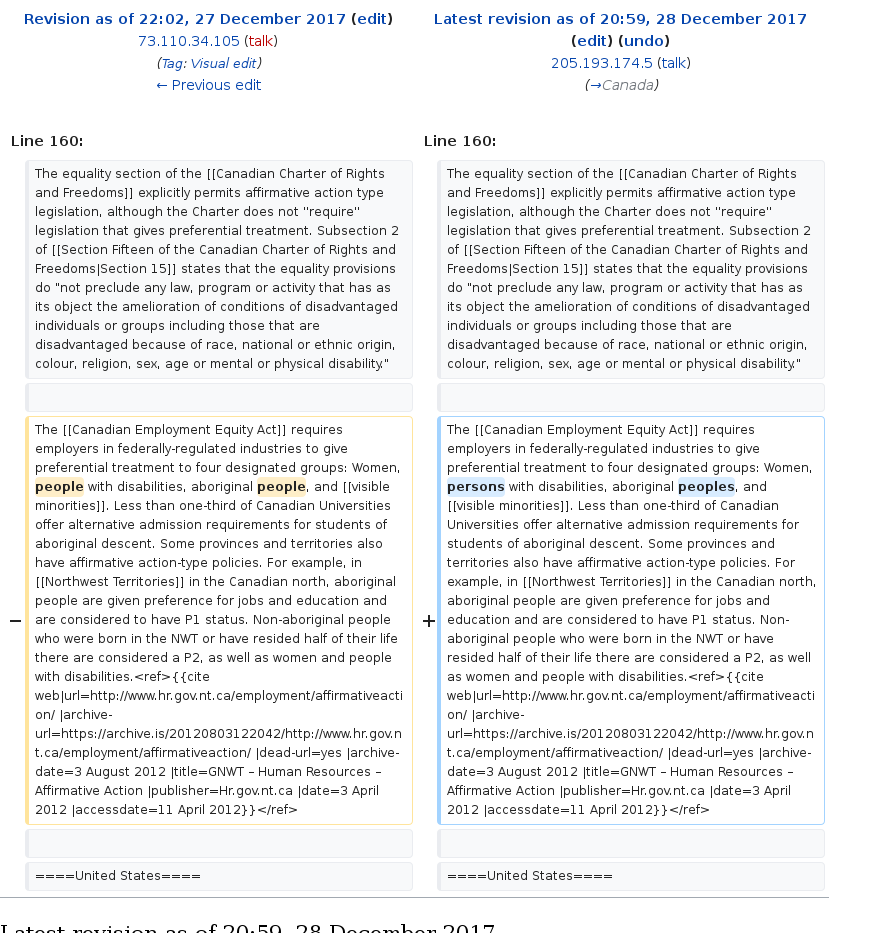 Revision as of 22:02, 27 December 2017 (edit)
73.110.34.105 (talk)
(Tag: Visual edit)
← Previous edit
Latest revision as of 20:59, 28 December 2017
(edit) (undo)
205.193.174.5 (talk)
(→Canada)
Line 160:
The equality section of the [[Canadian Charter of Rights
and Freedoms]] explicitly permits affirmative action type
legislation, although the Charter does not ''require''
legislation that gives preferential treatment. Subsection 2
of [[Section Fifteen of the Canadian Charter of Rights and
Freedoms|Section 15]] states that the equality provisions
do "not preclude any law, program or activity that has as
its object the amelioration of conditions of disadvantaged
individuals or groups including those that are
disadvantaged because of race, national or ethnic origin,
colour, religion, sex, age or mental or physical disability."
− The [[Canadian Employment Equity Act]] requires
employers in federally-regulated industries to give
preferential treatment to four designated groups: Women,
people with disabilities, aboriginal people, and [[visible
minorities]]. Less than one-third of Canadian Universities
offer alternative admission requirements for students of
aboriginal descent. Some provinces and territories also
have affirmative action-type policies. For example, in
[[Northwest Territories]] in the Canadian north, aboriginal
people are given preference for jobs and education and
are considered to have P1 status. Non-aboriginal people
who were born in the NWT or have resided half of their life
there are considered a P2, as well as women and people
with disabilities.<ref>{{cite
web|url=http://www.hr.gov.nt.ca/employment/affirmativeacti
on/ |archive-
url=https://archive.is/20120803122042/http://www.hr.gov.n
t.ca/employment/affirmativeaction/ |dead-url=yes |archive-
date=3 August 2012 |title=GNWT – Human Resources –
Affirmative Action |publisher=Hr.gov.nt.ca |date=3 April
2012 |accessdate=11 April 2012}}</ref>
====United States====
Line 160:
The equality section of the [[Canadian Charter of Rights
and Freedoms]] explicitly permits affirmative action type
legislation, although the Charter does not ''require''
legislation that gives preferential treatment. Subsection 2
of [[Section Fifteen of the Canadian Charter of Rights and
Freedoms|Section 15]] states that the equality provisions
do "not preclude any law, program or activity that has as
its object the amelioration of conditions of disadvantaged
individuals or groups including those that are
disadvantaged because of race, national or ethnic origin,
colour, religion, sex, age or mental or physical disability."
+ The [[Canadian Employment Equity Act]] requires
employers in federally-regulated industries to give
preferential treatment to four designated groups: Women,
persons with disabilities, aboriginal peoples, and
[[visible minorities]]. Less than one-third of Canadian
Universities offer alternative admission requirements for
students of aboriginal descent. Some provinces and
territories also have affirmative action-type policies. For
example, in [[Northwest Territories]] in the Canadian north,
aboriginal people are given preference for jobs and
education and are considered to have P1 status. Non-
aboriginal people who were born in the NWT or have
resided half of their life there are considered a P2, as well
as women and people with disabilities.<ref>{{cite
web|url=http://www.hr.gov.nt.ca/employment/affirmativeacti
on/ |archive-
url=https://archive.is/20120803122042/http://www.hr.gov.n
t.ca/employment/affirmativeaction/ |dead-url=yes |archive-
date=3 August 2012 |title=GNWT – Human Resources –
Affirmative Action |publisher=Hr.gov.nt.ca |date=3 April
2012 |accessdate=11 April 2012}}</ref>
====United States====
Latest revision as of 20:59, 28 December 2017